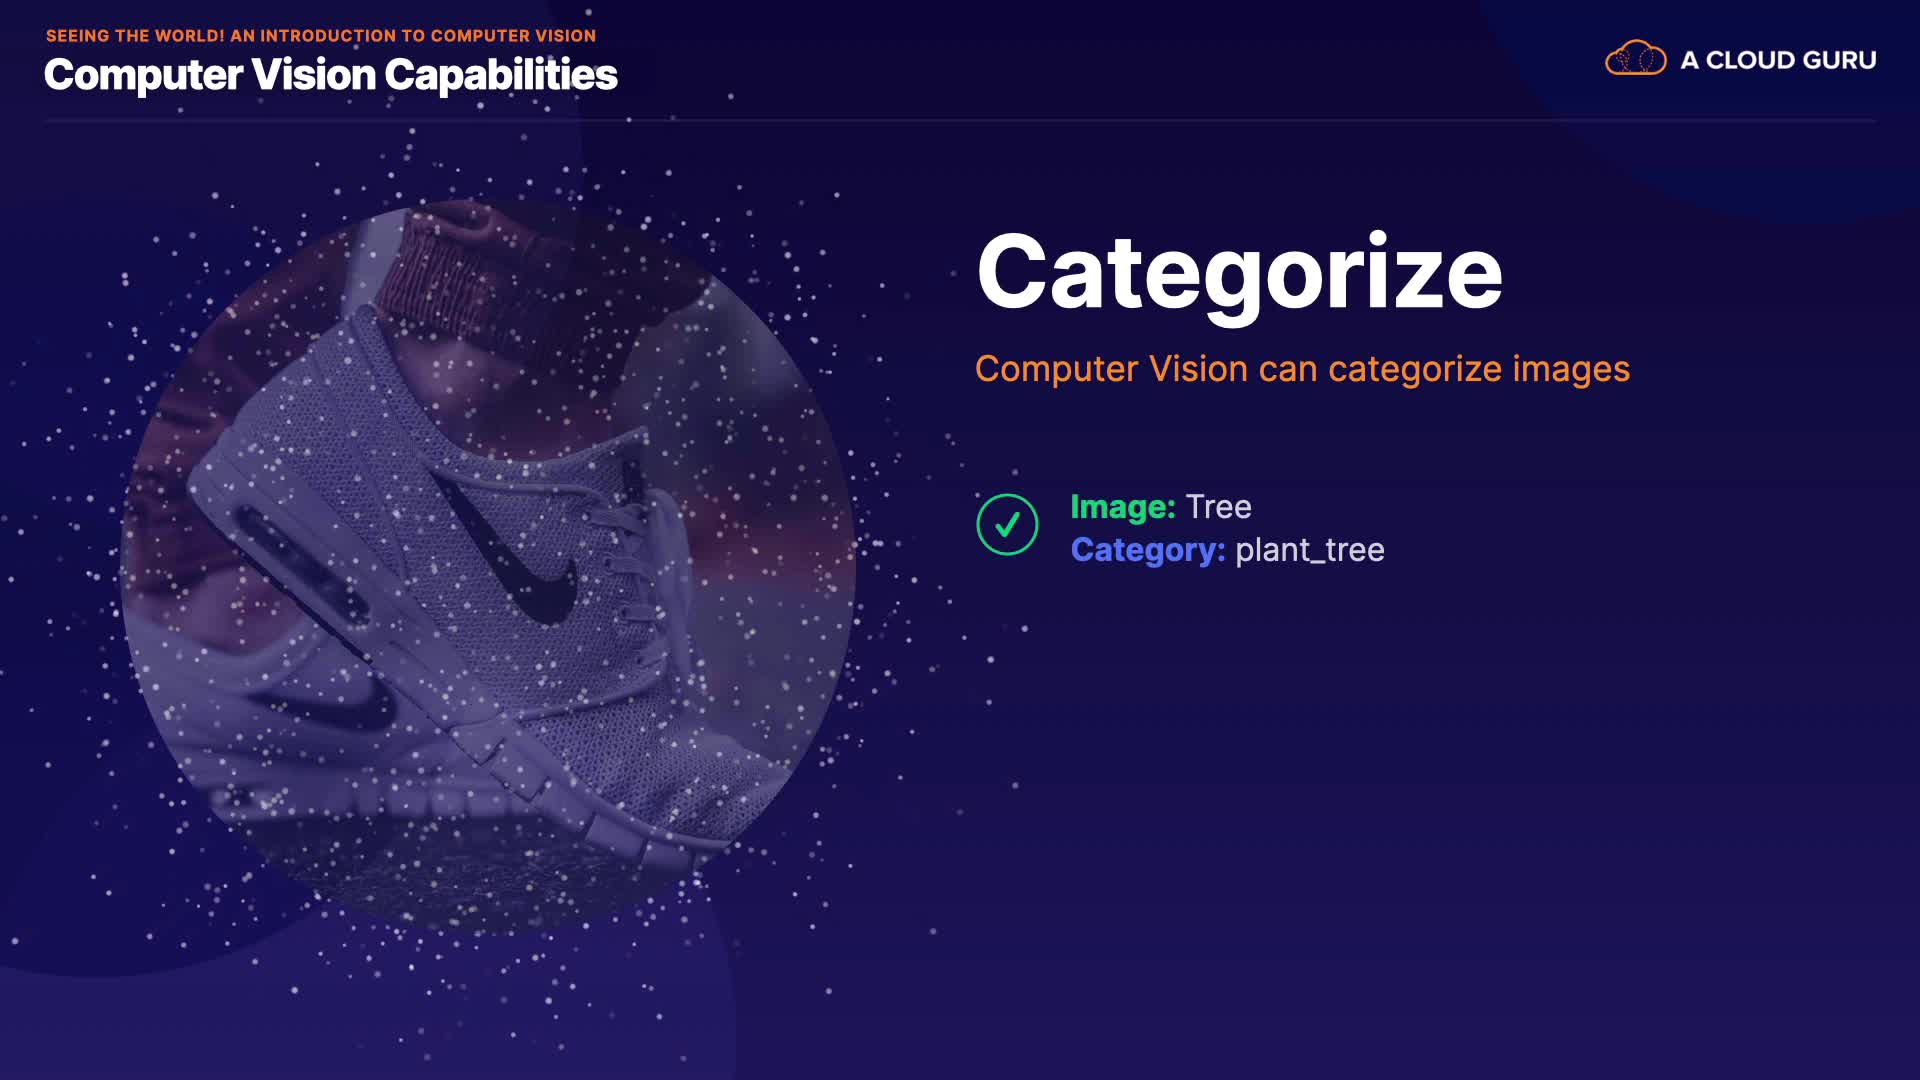 SEEING THE WORLD! AN INTRODUCTION TO COMPUTER VISION
Computer Vision Capabilities
A CLOUD GURU
Categorize
Computer Vision can categorize images
Image: Tree
Category: plant_tree